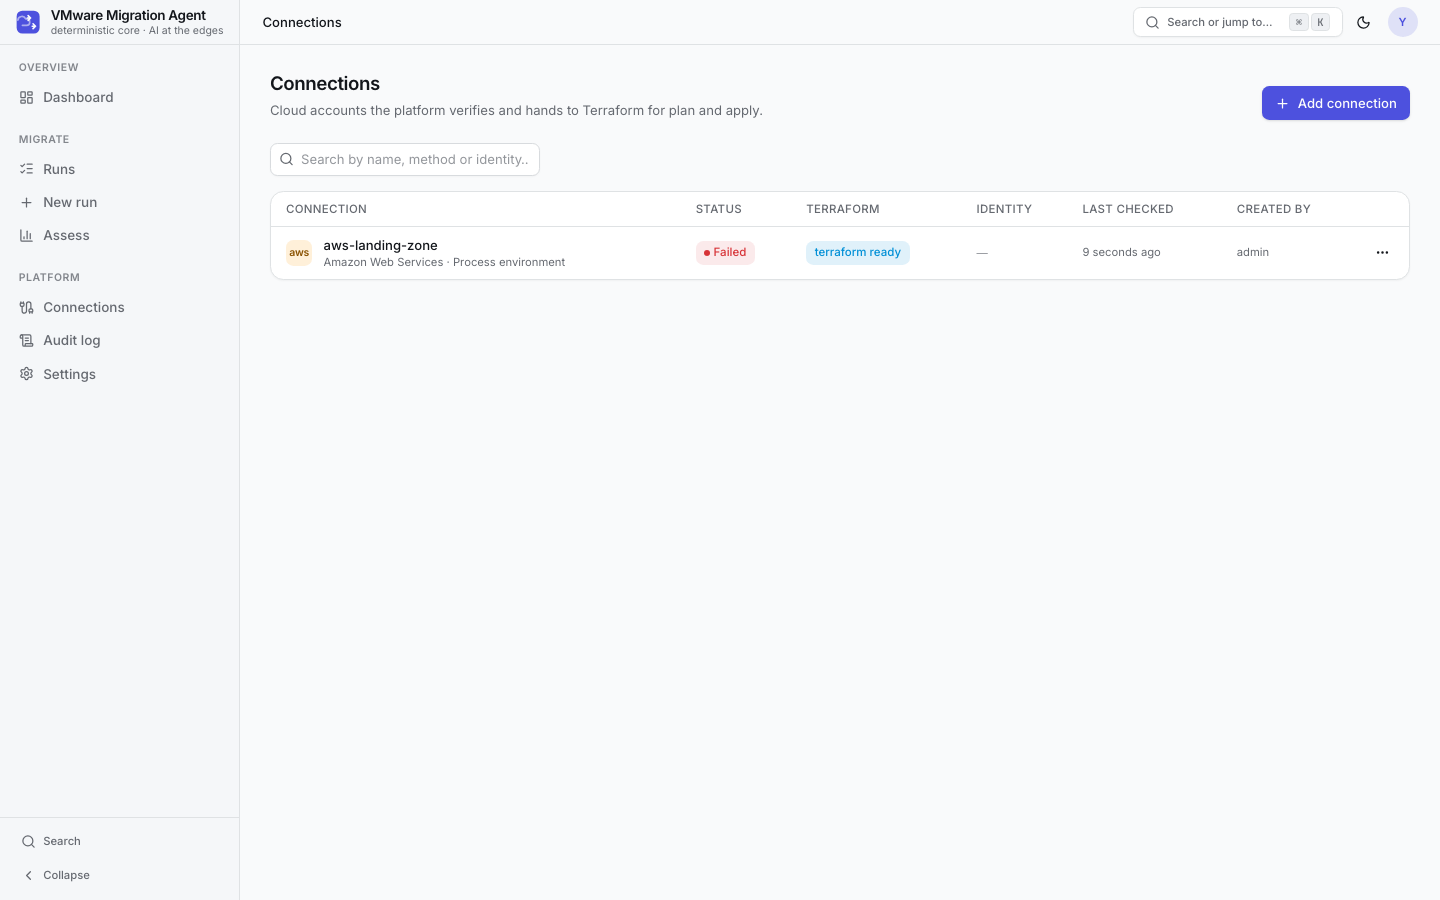 VMware Migration Agent
deterministic core · AI at the edges
Connections
Search or jump to...
⌘ K
Y
OVERVIEW
Dashboard
MIGRATE
Runs
New run
Assess
PLATFORM
Connections
Audit log
Settings
Search
Collapse
Connections
Cloud accounts the platform verifies and hands to Terraform for plan and apply.
Add connection
Search by name, method or identity..
CONNECTION STATUS TERRAFORM IDENTITY LAST CHECKED CREATED BY
aws aws-landing-zone Failed terraform ready — 9 seconds ago admin
Amazon Web Services · Process environment